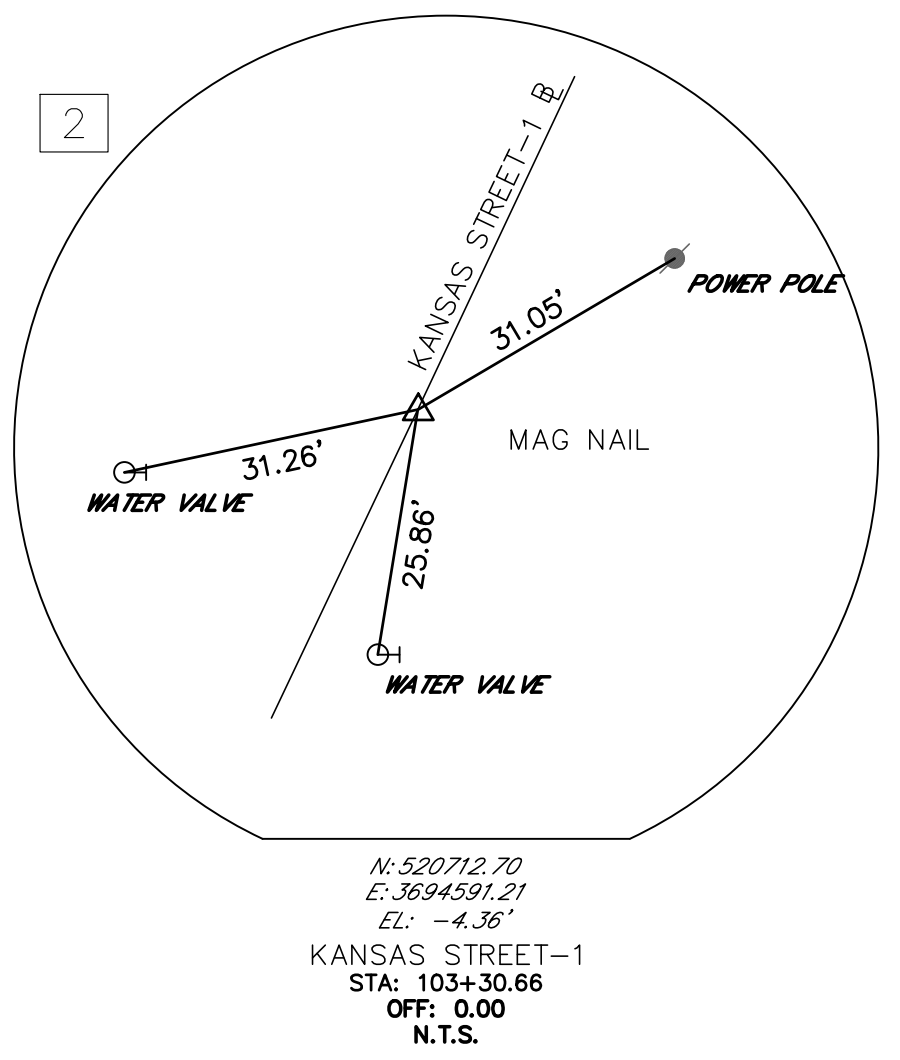 2
KANSAS STREET-1 BL
31.05'
POWER POLE
MAG NAIL
31.26'
WATER VALVE
25.86'
WATER VALVE
N: 520712.70
E: 3694591.21
EL: -4.36'
KANSAS STREET-1
STA: 103+30.66
OFF: 0.00
N.T.S.